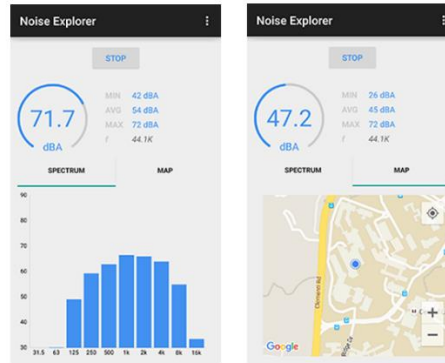 Noise Explorer
STOP
71.7
dBA
MIN 42 dBA
AVG 54 dBA
MAX 72 dBA
f 44.1K
SPECTRUM MAP
90
80
70
60
50
40
30
31.5 63 125 250 500 1k 2k 4k 8k 16k
Noise Explorer
STOP
47.2
dBA
MIN 26 dBA
AVG 45 dBA
MAX 72 dBA
f 44.1K
SPECTRUM MAP
Clementi Rd
+
−
Google